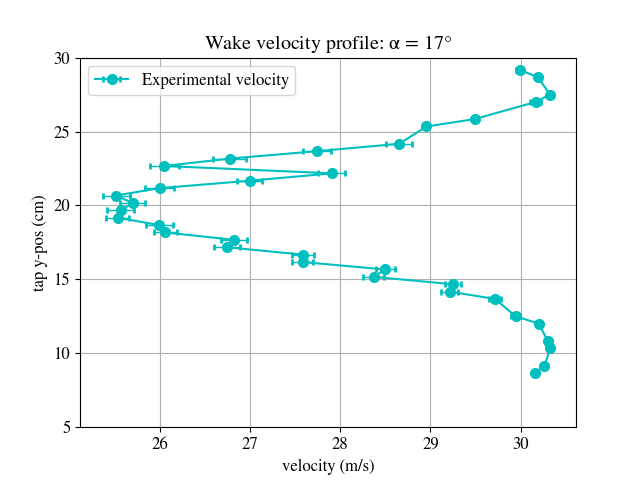 Wake velocity profile: α = 17°
Experimental velocity
30
25
20
15
10
5
tap y-pos (cm)
26 27 28 29 30
velocity (m/s)